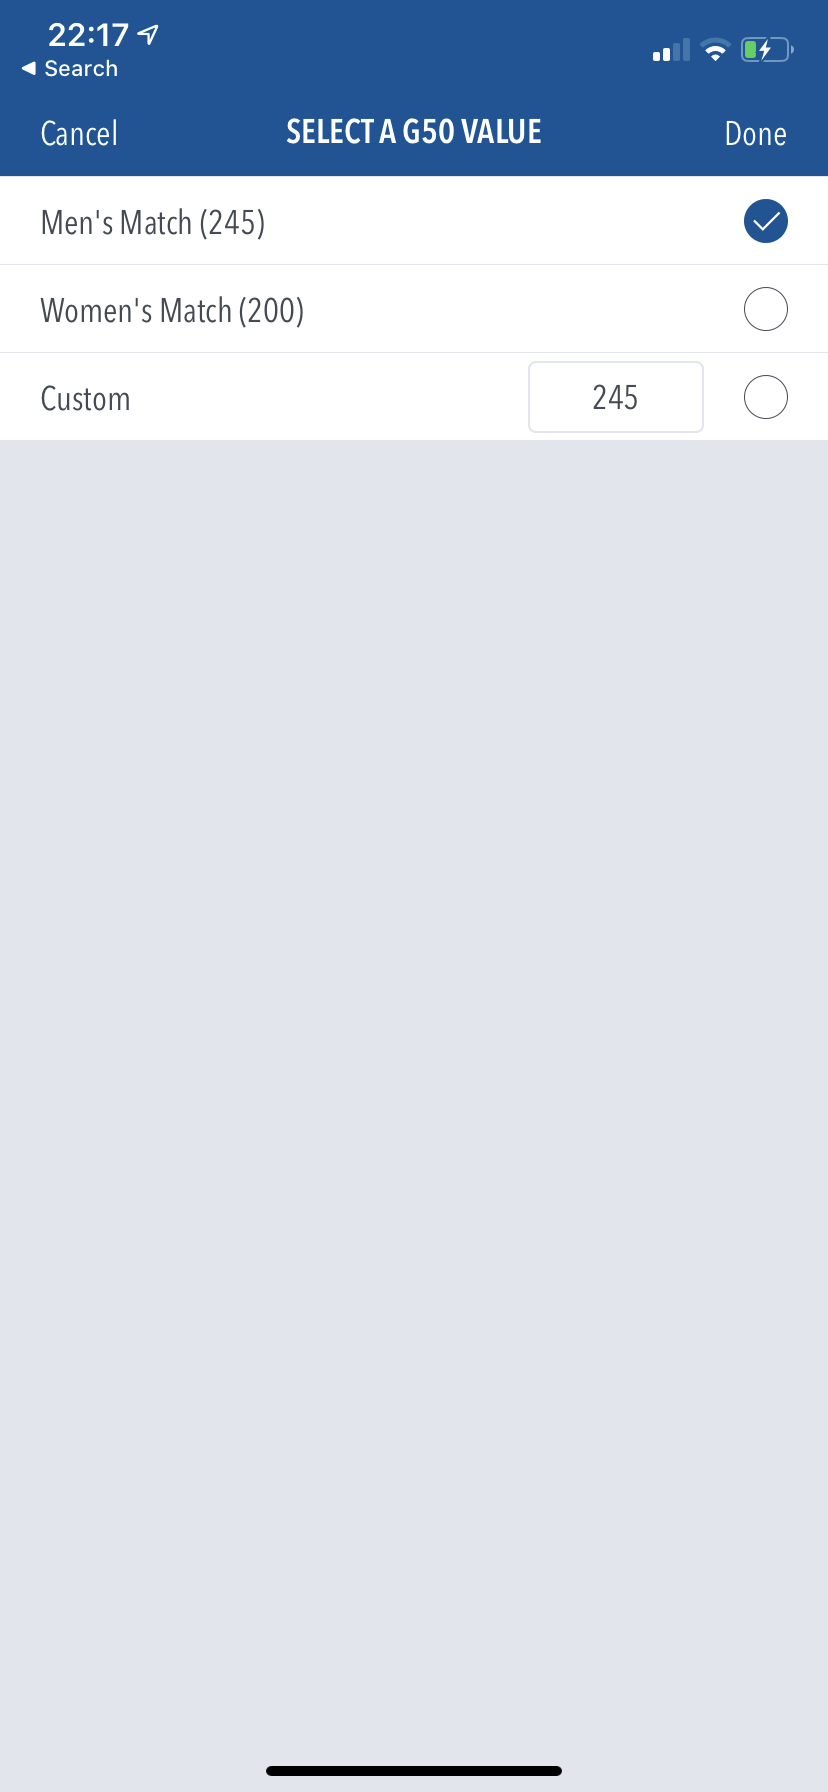 22:17
◀ Search
Cancel
SELECT A G50 VALUE
Done
Men's Match (245)
Women's Match (200)
Custom
245